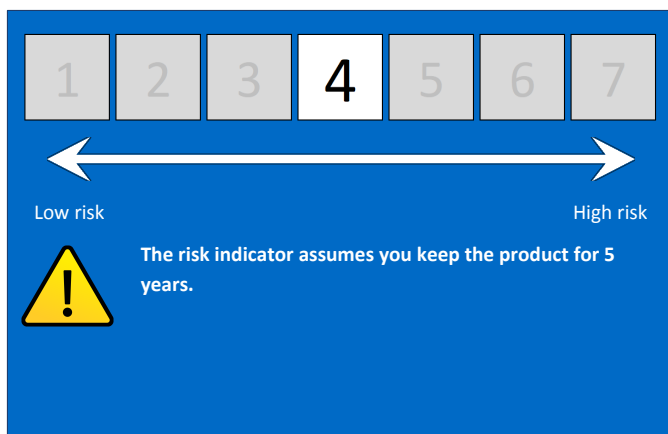 1 2 3 4 5 6 7
Low risk High risk
The risk indicator assumes you keep the product for 5
years.